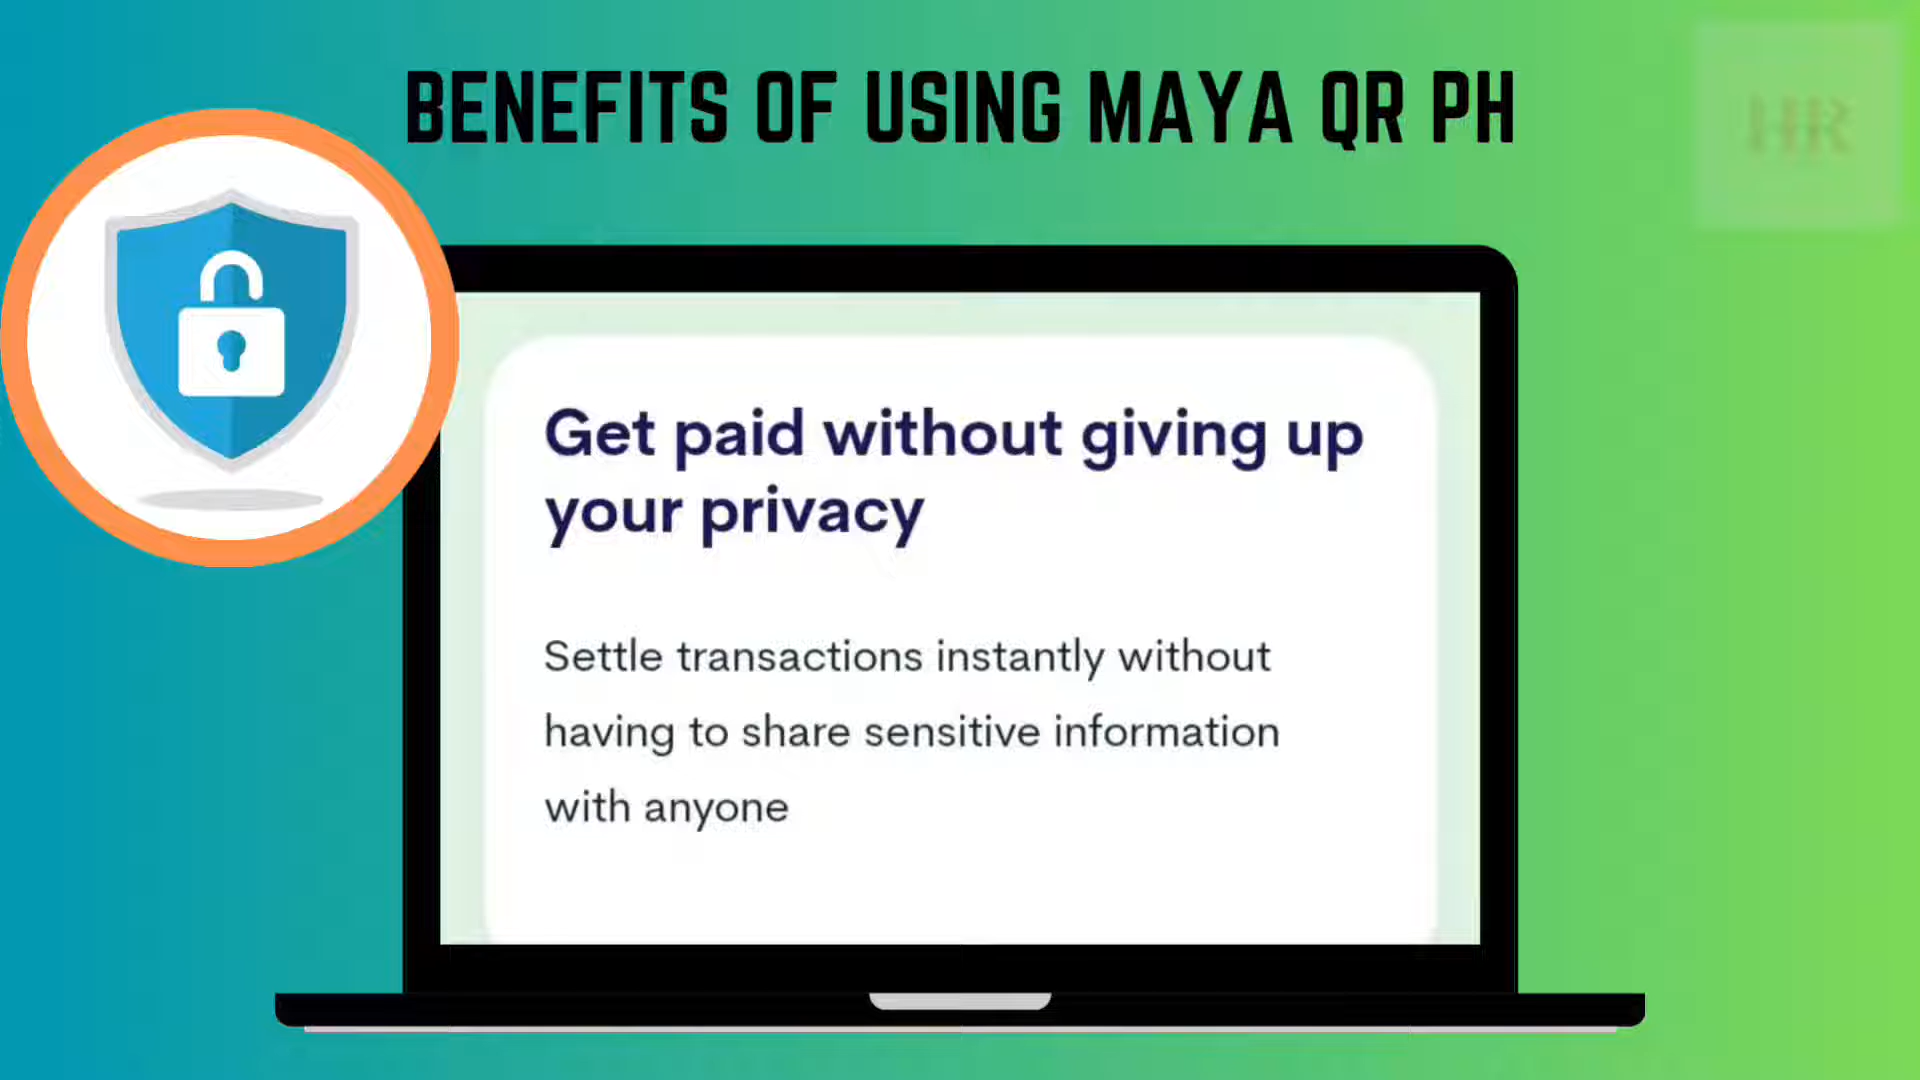 BENEFITS OF USING MAYA QR PH
HR
Get paid without giving up
your privacy
Settle transactions instantly without
having to share sensitive information
with anyone